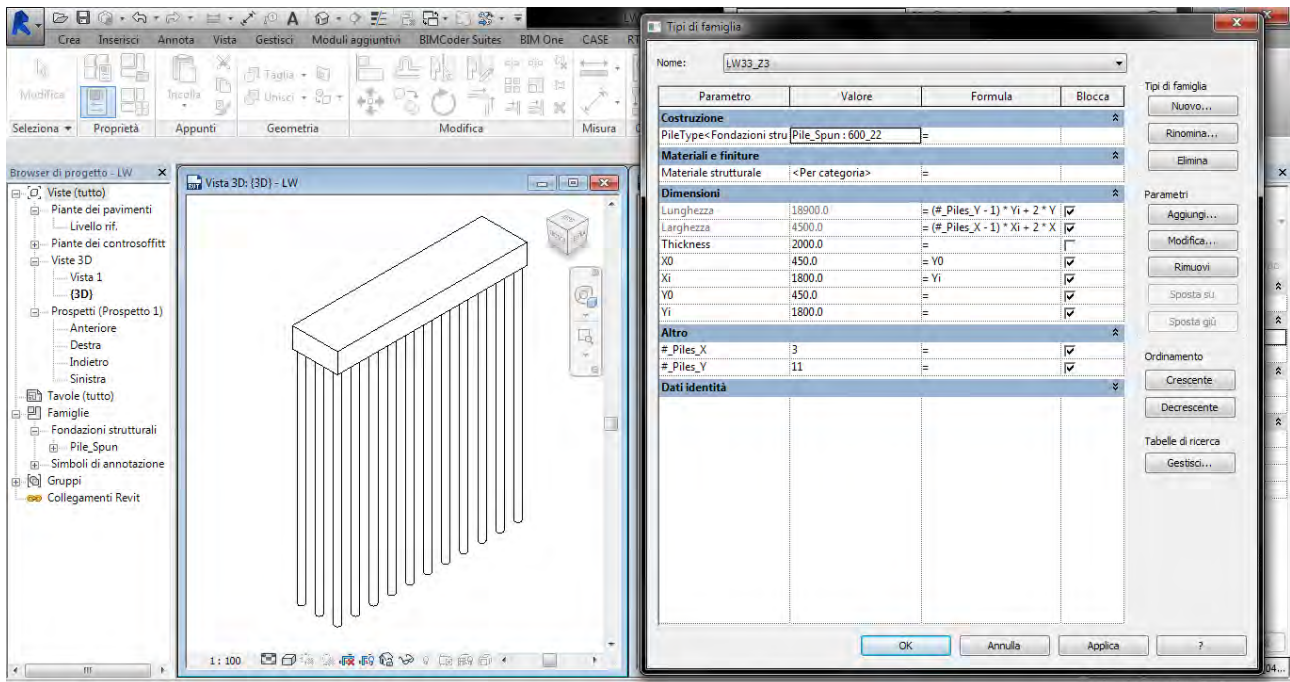 Crea Inserisci Annota Vista Gestisci Moduli aggiuntivi BIMCoder Suites BIM One CASE RT
Modifica
Incolla
Taglia
Unisci
Seleziona Proprietà Appunti Geometria Modifica Misura
Browser di progetto - LW
Viste (tutto)
Piante dei pavimenti
Livello rif.
Piante dei controsoffitt
Viste 3D
Vista 1
{3D}
Prospetti (Prospetto 1)
Anteriore
Destra
Indietro
Sinistra
Tavole (tutto)
Famiglie
Fondazioni strutturali
Pile_Spun
Simboli di annotazione
Gruppi
Collegamenti Revit
Vista 3D: {3D} - LW
1 : 100
Tipi di famiglia
Nome: LW33_Z3
Parametro Valore Formula Blocca
Costruzione
PileType<Fondazioni stru Pile_Spun : 600_22 =
Materiali e finiture
Materiale strutturale <Per categoria> =
Dimensioni
Lunghezza 18900.0 = (#_Piles_Y - 1) * Yi + 2 * Y
Larghezza 4500.0 = (#_Piles_X - 1) * Xi + 2 * X
Thickness 2000.0 =
X0 450.0 = Y0
Xi 1800.0 = Yi
Y0 450.0 =
Yi 1800.0 =
Altro
#_Piles_X 3 =
#_Piles_Y 11 =
Dati identità
Tipi di famiglia
Nuovo...
Rinomina...
Elimina
Parametri
Aggiungi...
Modifica...
Rimuovi
Sposta su
Sposta giù
Ordinamento
Crescente
Decrescente
Tabelle di ricerca
Gestisci...
OK Annulla Applica ?